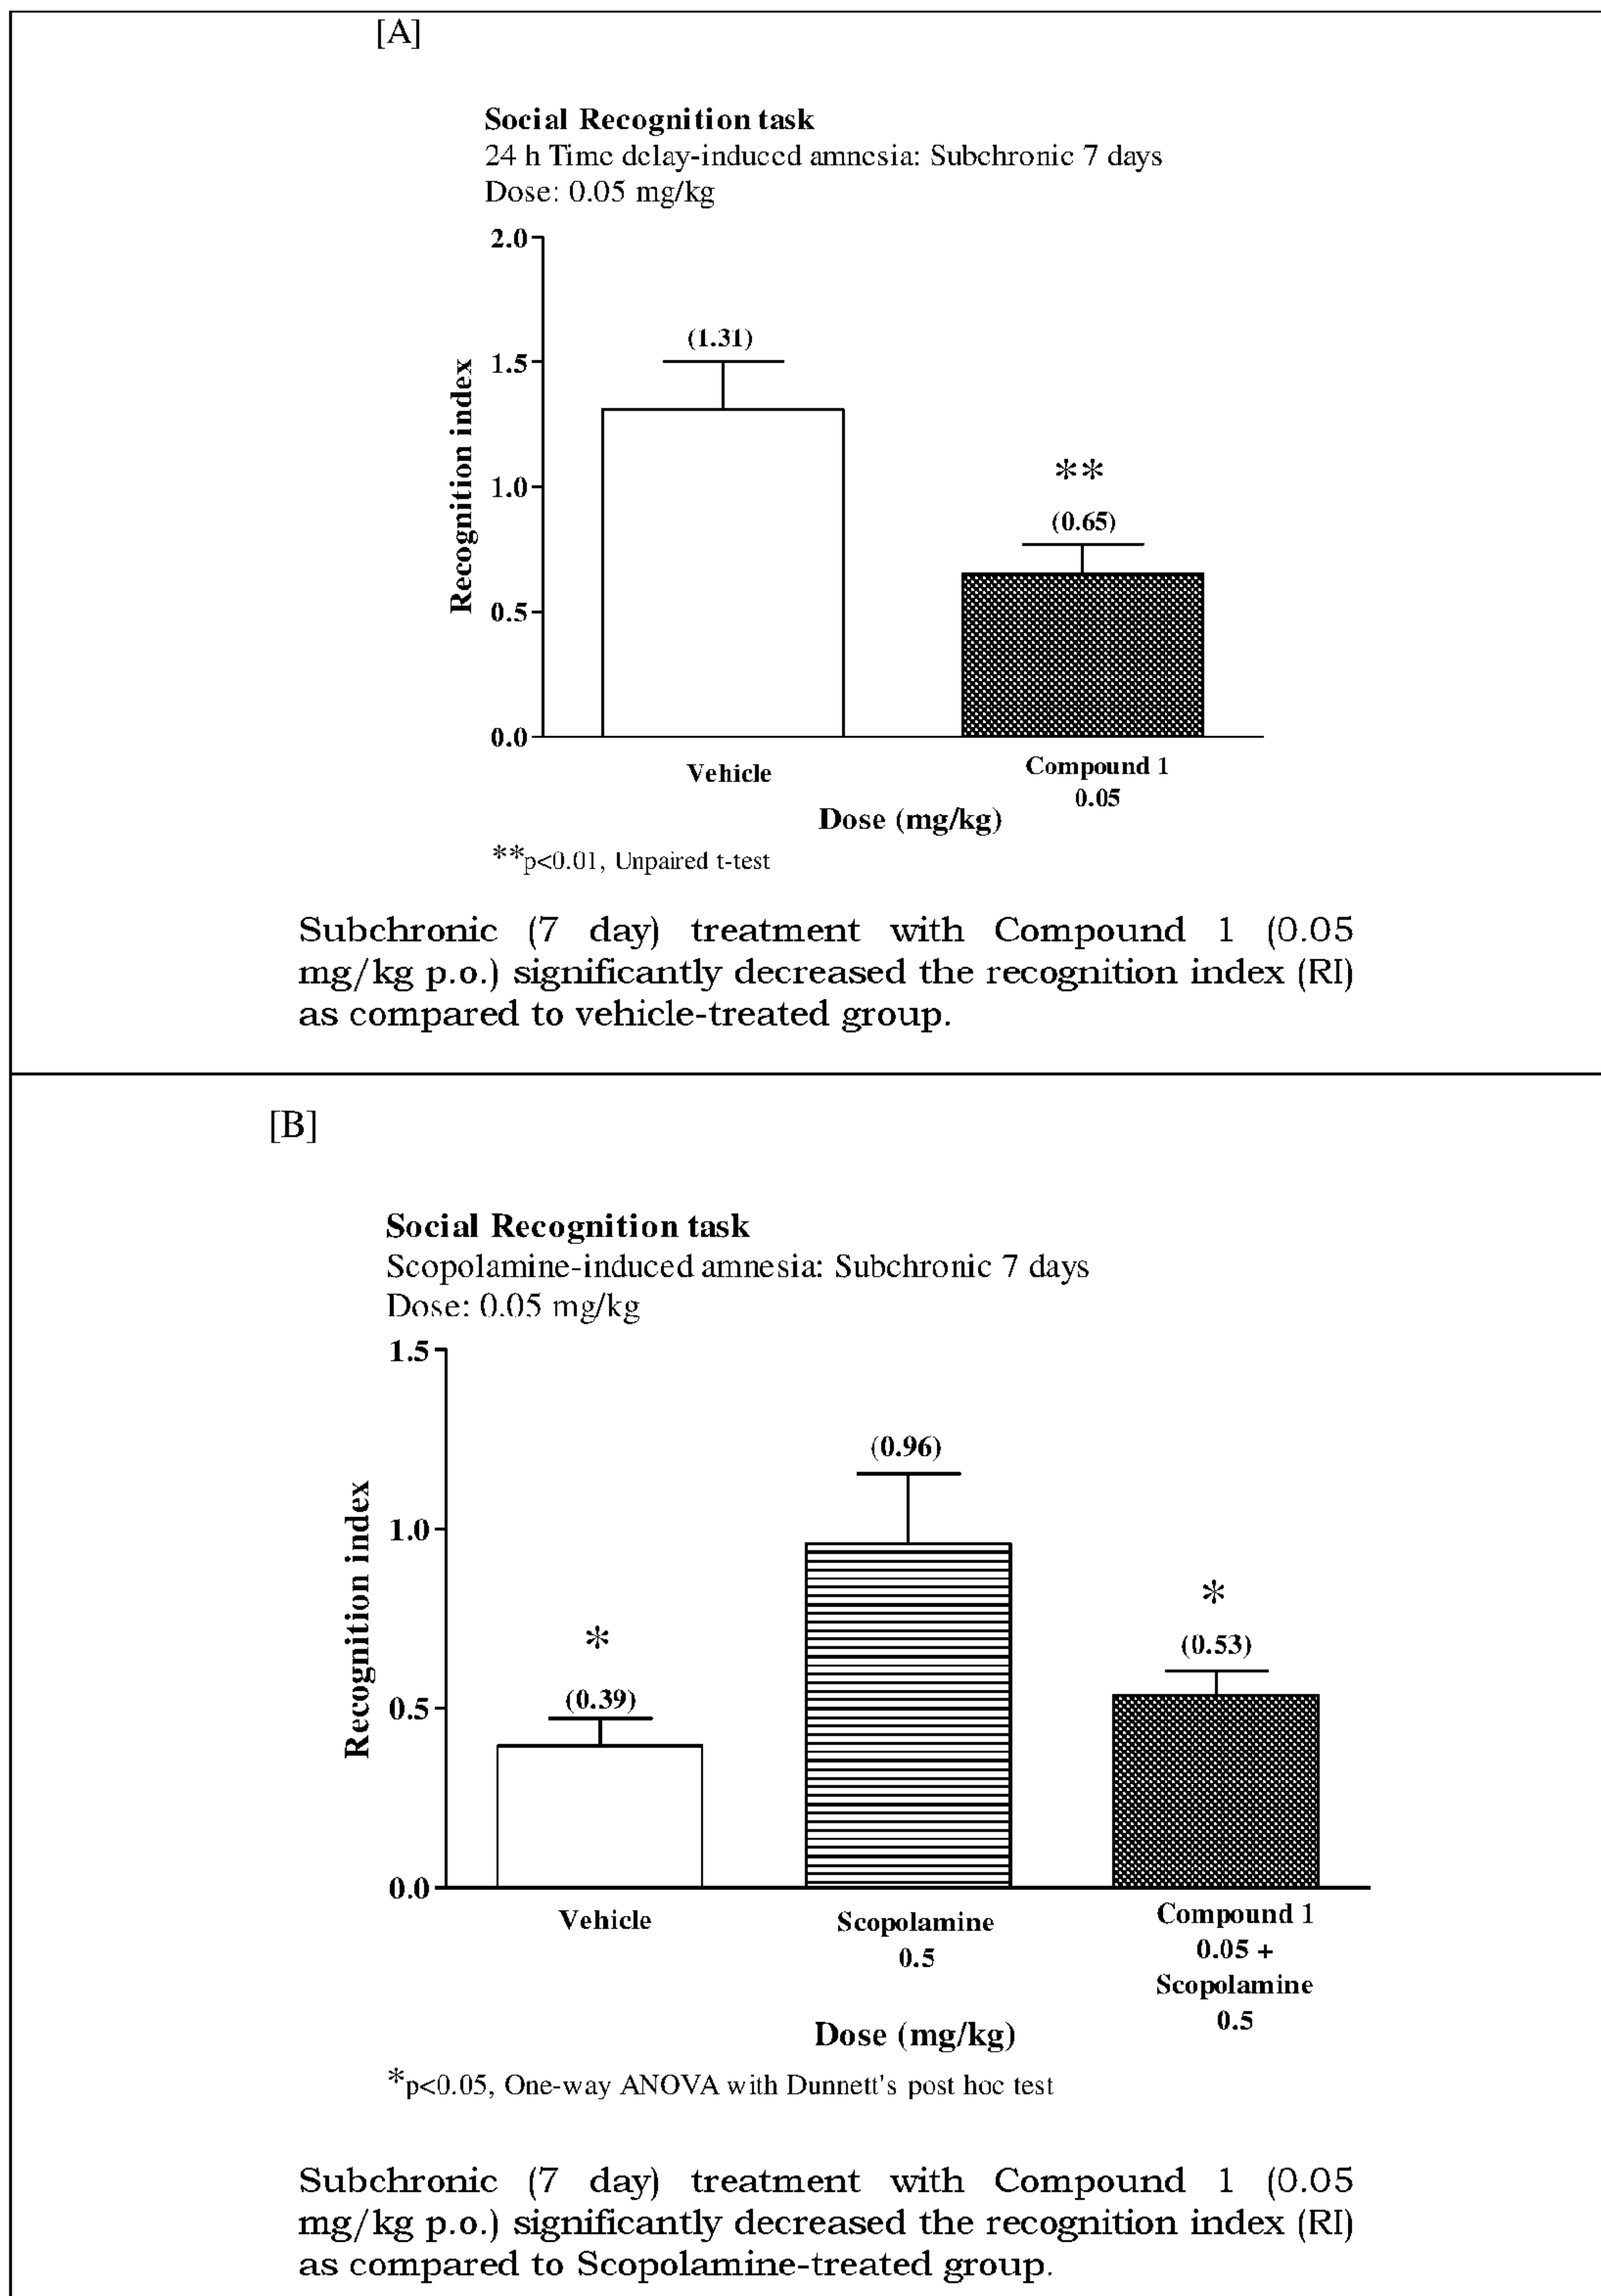 [A]
Social Recognition task
24 h Time delay-induced amnesia: Subchronic 7 days
Dose: 0.05 mg/kg
2.0
1.5
1.0
0.5
0.0
Recognition index
(1.31)
**
(0.65)
Vehicle
Compound 1
0.05
Dose (mg/kg)
**p<0.01, Unpaired t-test
Subchronic (7 day) treatment with Compound 1 (0.05
mg/kg p.o.) significantly decreased the recognition index (RI)
as compared to vehicle-treated group.
[B]
Social Recognition task
Scopolamine-induced amnesia: Subchronic 7 days
Dose: 0.05 mg/kg
1.5
1.0
0.5
0.0
Recognition index
*
(0.39)
(0.96)
*
(0.53)
Vehicle
Scopolamine
0.5
Compound 1
0.05 +
Scopolamine
0.5
Dose (mg/kg)
*p<0.05, One-way ANOVA with Dunnett's post hoc test
Subchronic (7 day) treatment with Compound 1 (0.05
mg/kg p.o.) significantly decreased the recognition index (RI)
as compared to Scopolamine-treated group.